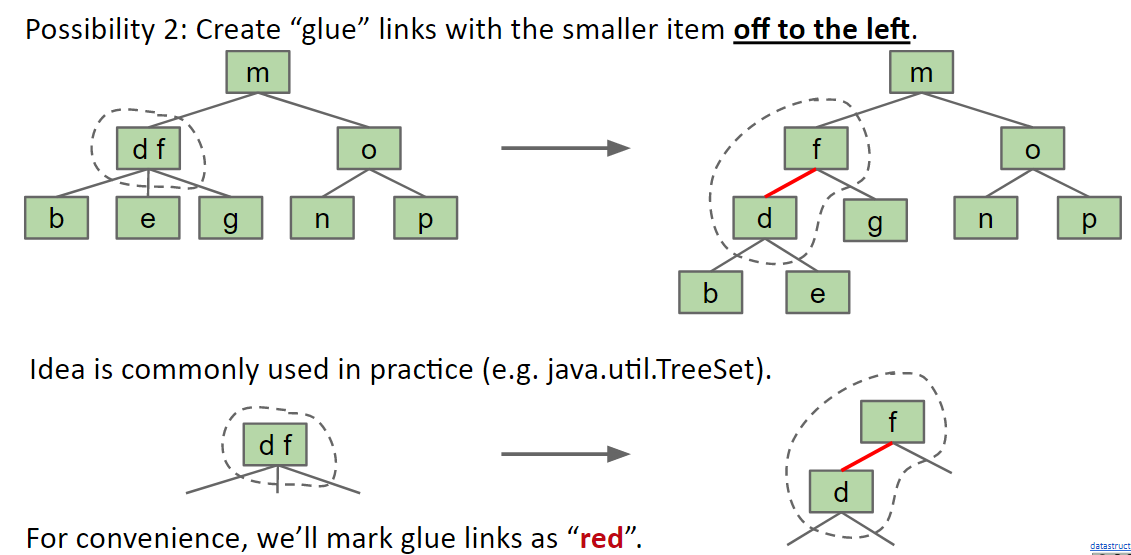 Possibility 2: Create “glue” links with the smaller item off to the left.
m
m
d f
o
f
o
b
e
g
n
p
d
g
n
p
b
e
Idea is commonly used in practice (e.g. java.util.TreeSet).
d f
f
d
For convenience, we’ll mark glue links as “red”.
datastruct